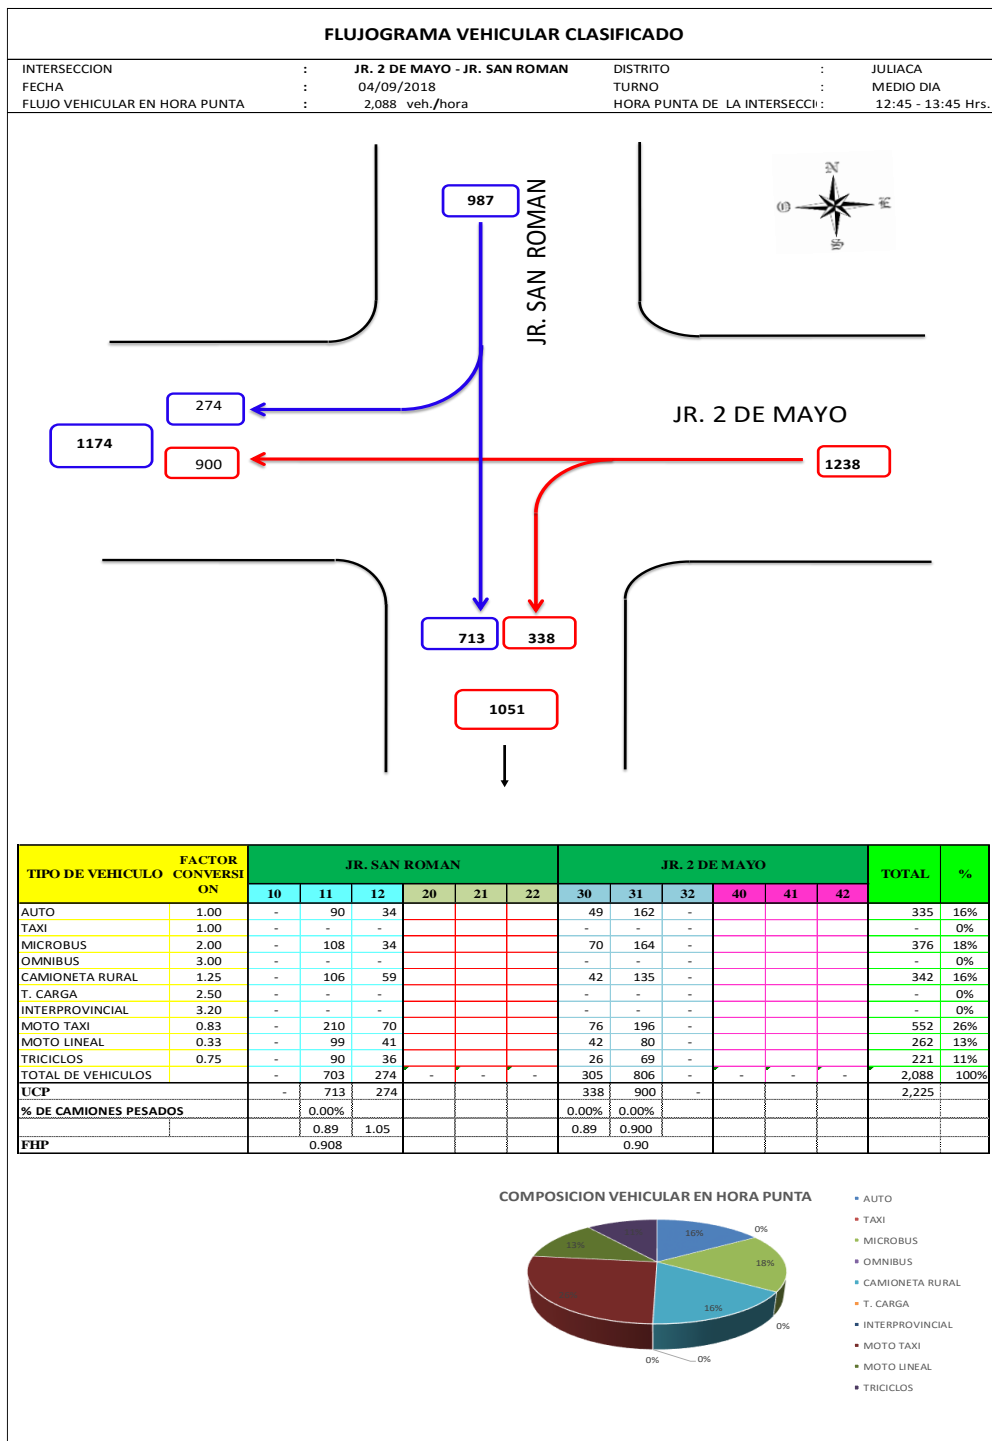 FLUJOGRAMA VEHICULAR CLASIFICADO
INTERSECCION : JR. 2 DE MAYO - JR. SAN ROMAN DISTRITO : JULIACA
FECHA : 04/09/2018 TURNO : MEDIO DIA
FLUJO VEHICULAR EN HORA PUNTA : 2,088 veh./hora HORA PUNTA DE LA INTERSECCI : 12:45 - 13:45 Hrs.
N
O E
S
987
JR. SAN ROMAN
274
JR. 2 DE MAYO
1174
900
1238
713 338
1051
TIPO DE VEHICULO FACTOR CONVERSI ON JR. SAN ROMAN JR. 2 DE MAYO TOTAL %
10 11 12 20 21 22 30 31 32 40 41 42
AUTO 1.00 - 90 34 49 162 - 335 16%
TAXI 1.00 - - - - - - - 0%
MICROBUS 2.00 - 108 34 70 164 - 376 18%
OMNIBUS 3.00 - - - - - - - 0%
CAMIONETA RURAL 1.25 - 106 59 42 135 - 342 16%
T. CARGA 2.50 - - - - - - - 0%
INTERPROVINCIAL 3.20 - - - - - - - 0%
MOTO TAXI 0.83 - 210 70 76 196 - 552 26%
MOTO LINEAL 0.33 - 99 41 42 80 - 262 13%
TRICICLOS 0.75 - 90 36 26 69 - 221 11%
TOTAL DE VEHICULOS 703 274 - - - 305 806 - - - - 2,088 100%
UCP - 713 274 338 900 - 2,225
% DE CAMIONES PESADOS 0.00% 0.00% 0.00%
0.89 1.05 0.89 0.900
FHP 0.908 0.90
COMPOSICION VEHICULAR EN HORA PUNTA
16%
0%
18%
0%
16%
0%
0%
13%
AUTO
TAXI
MICROBUS
OMNIBUS
CAMIONETA RURAL
T. CARGA
INTERPROVINCIAL
MOTO TAXI
MOTO LINEAL
TRICICLOS